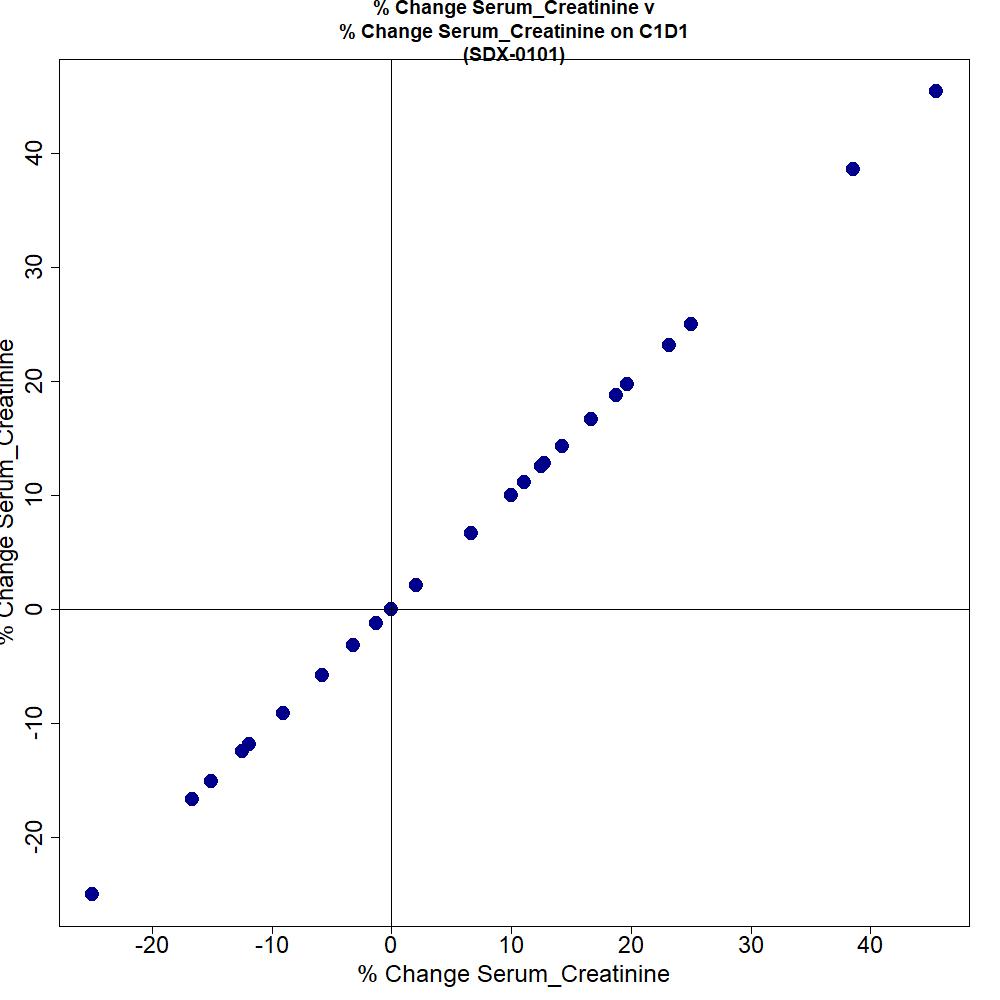 % Change Serum_Creatinine v
% Change Serum_Creatinine on C1D1
(SDX-0101)
% Change Serum_Creatinine
40
30
20
10
0
-10
-20
-20
-10
0
10
20
30
40
% Change Serum_Creatinine